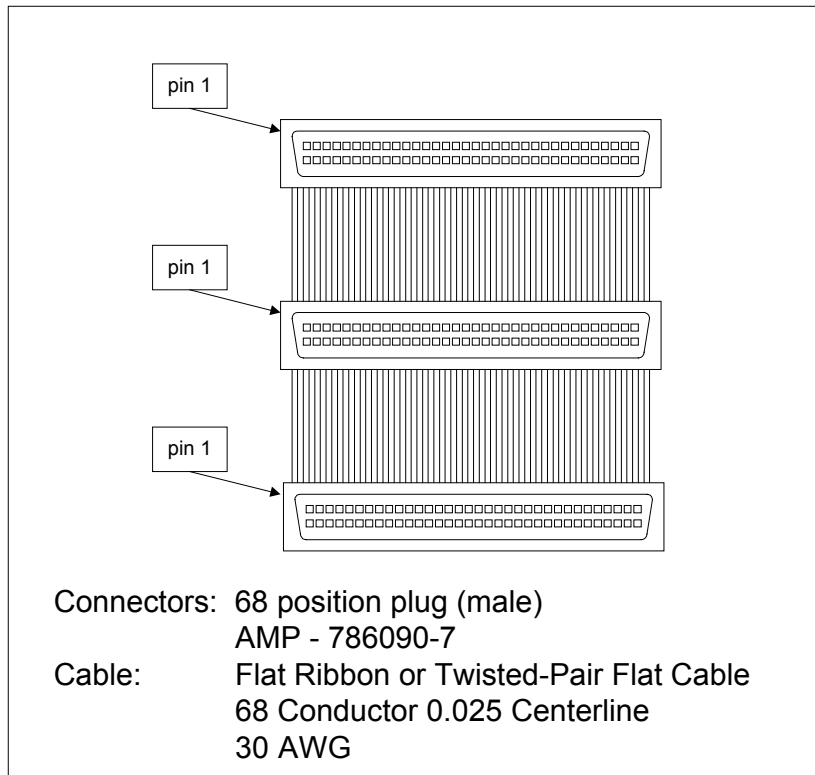 pin 1
pin 1
pin 1
Connectors: 68 position plug (male)
AMP - 786090-7
Cable: Flat Ribbon or Twisted-Pair Flat Cable
68 Conductor 0.025 Centerline
30 AWG